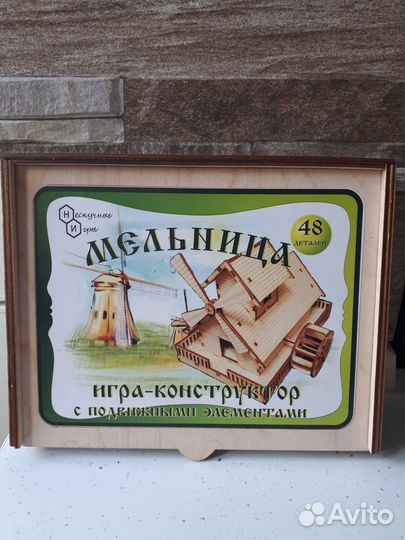 Нескучные
Игры
Н
И
МЕЛЬНИЦА
48
деталей
ИГРА-КОНСТРУКТОР
С ПОДВИЖНЫМИ ЭЛЕМЕНТАМИ
Avito